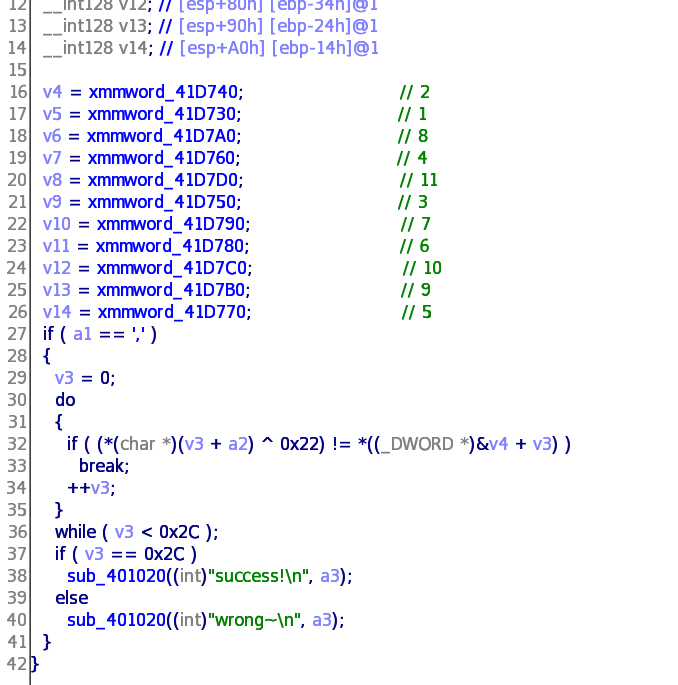 12 __int128 v12; // [esp+80h] [ebp-34h]@1
13 __int128 v13; // [esp+90h] [ebp-24h]@1
14 __int128 v14; // [esp+A0h] [ebp-14h]@1
15
16 v4 = xmmword_41D740; // 2
17 v5 = xmmword_41D730; // 1
18 v6 = xmmword_41D7A0; // 8
19 v7 = xmmword_41D760; // 4
20 v8 = xmmword_41D7D0; // 11
21 v9 = xmmword_41D750; // 3
22 v10 = xmmword_41D790; // 7
23 v11 = xmmword_41D780; // 6
24 v12 = xmmword_41D7C0; // 10
25 v13 = xmmword_41D7B0; // 9
26 v14 = xmmword_41D770; // 5
27 if ( a1 == ',' )
28 {
29 v3 = 0;
30 do
31 {
32 if ( (*(char *)(v3 + a2) ^ 0x22) != *((_DWORD *)&v4 + v3) )
33 break;
34 ++v3;
35 }
36 while ( v3 < 0x2C );
37 if ( v3 == 0x2C )
38 sub_401020((int)"success!\n", a3);
39 else
40 sub_401020((int)"wrong~\n", a3);
41 }
42 }